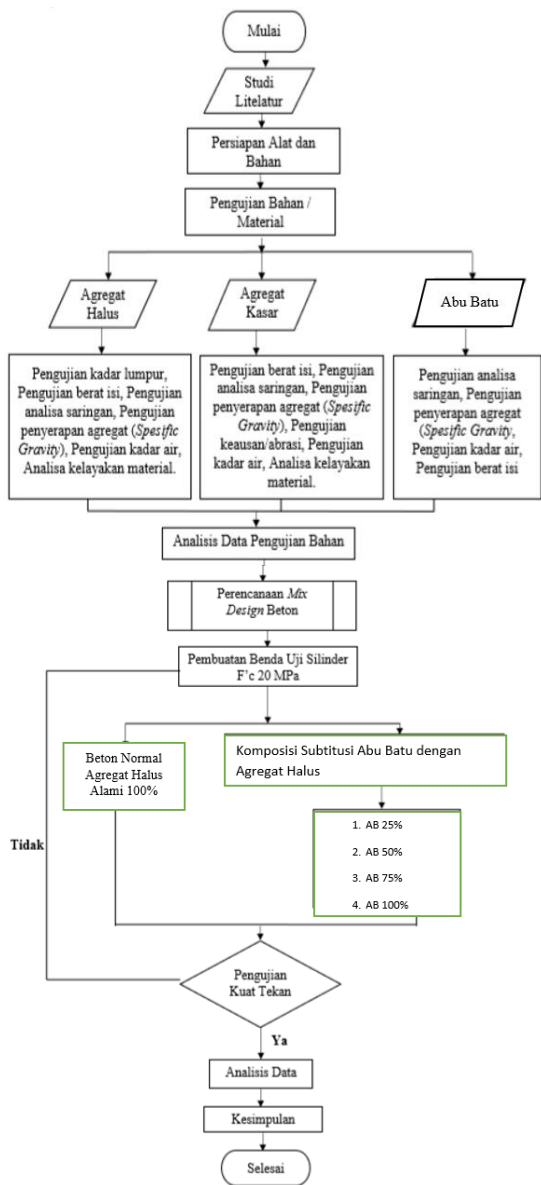 Mulai
Studi
Litelatur
Persiapan Alat dan
Bahan
Pengujian Bahan /
Material
Agregat
Halus
Agregat
Kasar
Abu Batu
Pengujian kadar lumpur,
Pengujian berat isi, Pengujian
analisa saringan, Pengujian
penyerapan agregat (Spesific
Gravity), Pengujian kadar air,
Analisa kelayakan material.
Pengujian berat isi, Pengujian
analisa saringan, Pengujian
penyerapan agregat (Spesific
Gravity), Pengujian
keausan/abrasi, Pengujian
kadar air, Analisa kelayakan
material.
Pengujian analisa
saringan, Pengujian
penyerapan agregat
(Spesific Gravity,
Pengujian kadar air,
Pengujian berat isi
Analisis Data Pengujian Bahan
Perencanaan Mix
Design Beton
Pembuatan Benda Uji Silinder
F'c 20 MPa
Beton Normal
Agregat Halus
Alami 100%
Komposisi Subtitusi Abu Batu dengan
Agregat Halus
1. AB 25%
2. AB 50%
3. AB 75%
4. AB 100%
Tidak
Pengujian
Kuat Tekan
Ya
Analisis Data
Kesimpulan
Selesai